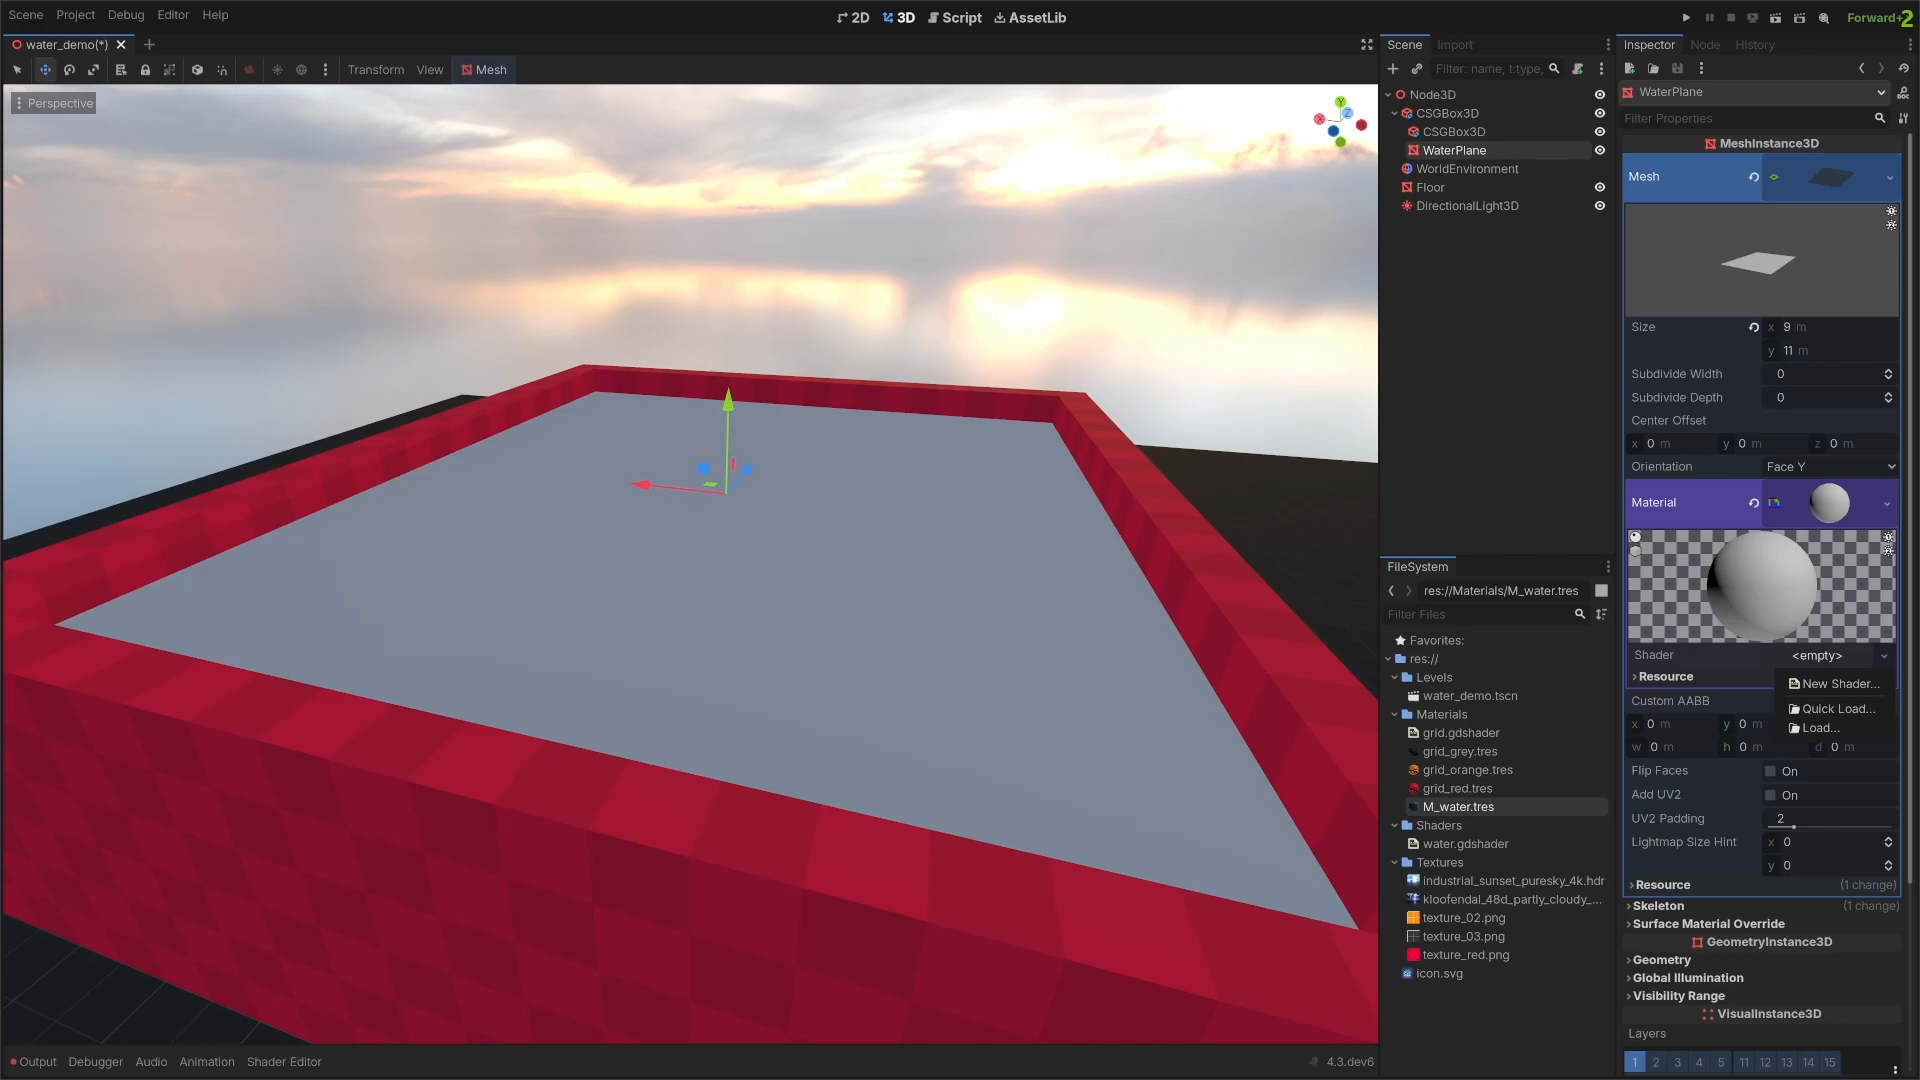 Scene Project Debug Editor Help
2D 3D Script AssetLib
Forward+
2
water_demo(*)
Transform View Mesh
Perspective
Y
X
Z
Scene Import
Filter: name, t:type,
Node3D
CSGBox3D
CSGBox3D
WaterPlane
WorldEnvironment
Floor
DirectionalLight3D
FileSystem
res://Materials/M_water.tres
Filter Files
Favorites:
res://
Levels
water_demo.tscn
Materials
grid.gdshader
grid_grey.tres
grid_orange.tres
grid_red.tres
M_water.tres
Shaders
water.gdshader
Textures
industrial_sunset_puresky_4k.hdr
kloofendal_48d_partly_cloudy_...
texture_02.png
texture_03.png
texture_red.png
icon.svg
Inspector Node History
WaterPlane
Filter Properties
MeshInstance3D
Mesh
Size x 9 m
y 11 m
Subdivide Width 0
Subdivide Depth 0
Center Offset
x 0 m y 0 m z 0 m
Orientation Face Y
Material
Shader <empty>
Resource
New Shader...
Quick Load...
Load...
Custom AABB
x 0 m y 0 m
w 0 m h 0 m d 0 m
Flip Faces On
Add UV2 On
UV2 Padding 2
Lightmap Size Hint x 0
y 0
Resource (1 change)
Skeleton (1 change)
Surface Material Override
GeometryInstance3D
Geometry
Global Illumination
Visibility Range
VisualInstance3D
Layers
1 2 3 4 5 11 12 13 14 15
Output Debugger Audio Animation Shader Editor
4.3.dev6